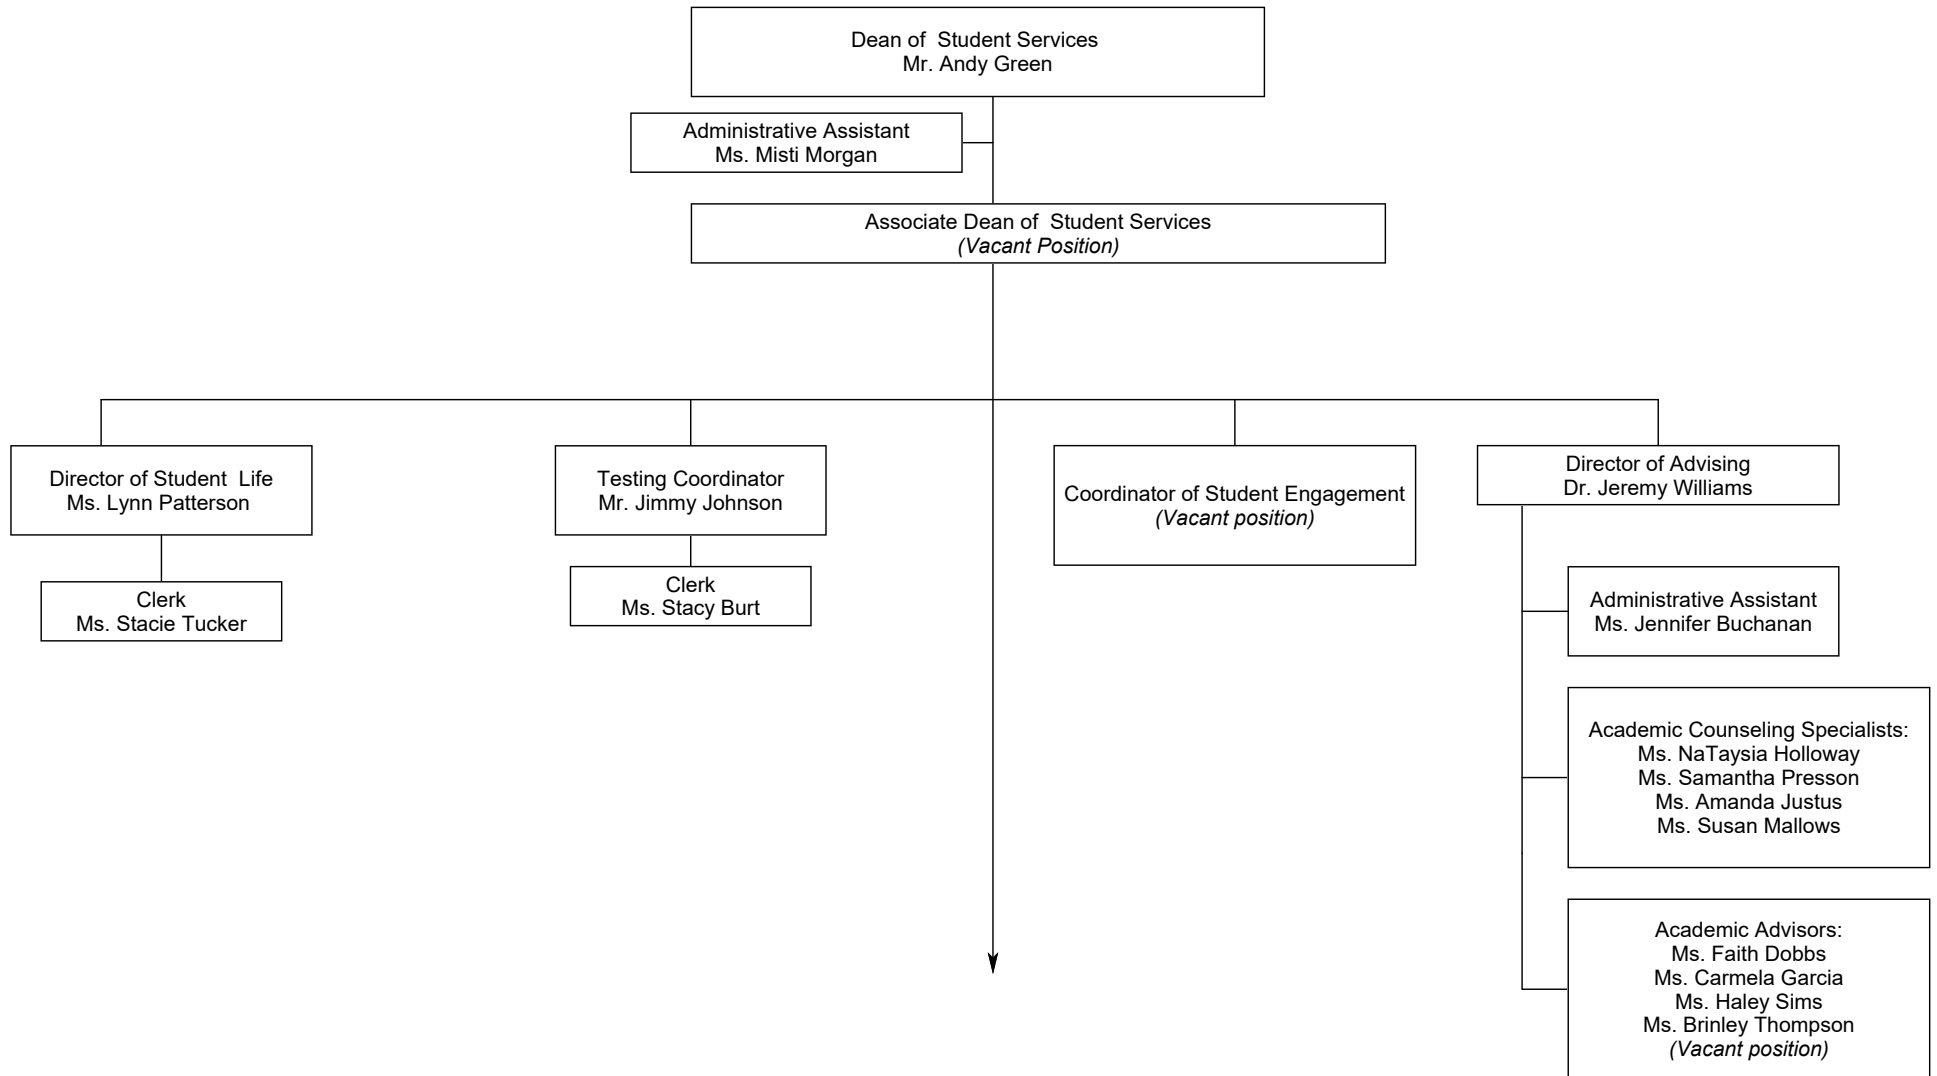 Dean of  Student Services
Mr. Andy Green
Administrative Assistant
Ms. Misti Morgan
Associate Dean of  Student Services
(Vacant Position)
Director of Student  Life
Ms. Lynn Patterson
Clerk
Ms. Stacie Tucker
Testing Coordinator
Mr. Jimmy Johnson
Clerk
Ms. Stacy Burt
Coordinator of Student Engagement
(Vacant position)
Director of Advising
Dr. Jeremy Williams
Administrative Assistant
Ms. Jennifer Buchanan
Academic Counseling Specialists:
Ms. NaTaysia Holloway
Ms. Samantha Presson
Ms. Amanda Justus
Ms. Susan Mallows
Academic Advisors:
Ms. Faith Dobbs
Ms. Carmela Garcia
Ms. Haley Sims
Ms. Brinley Thompson
(Vacant position)